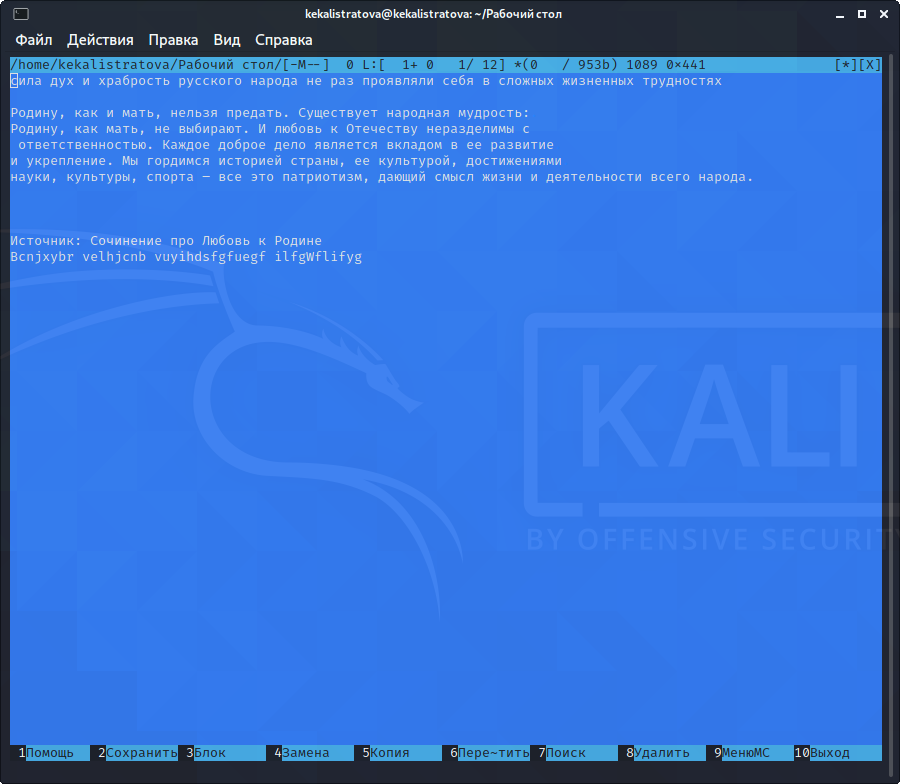 kekalistratova@kekalistratova: ~/Рабочий стол
Файл Действия Правка Вид Справка
/home/kekalistratova/Рабочий стол/[-M--] 0 L:[ 1+ 0 1/ 12] *(0 / 953b) 1089 0x441 [*][X]
сила дух и храбрость русского народа не раз проявляли себя в сложных жизненных трудностях
Родину, как и мать, нельзя предать. Существует народная мудрость:
Родину, как мать, не выбирают. И любовь к Отечеству неразделимы с
ответственностью. Каждое доброе дело является вкладом в ее развитие
и укрепление. Мы гордимся историей страны, ее культурой, достижениями
науки, культуры, спорта – все это патриотизм, дающий смысл жизни и деятельности всего народа.
Источник: Сочинение про Любовь к Родине
Bcnjxybr velhjcnb vuyihdsfgfuegf ilfgWflifyg
KALI
BY OFFENSIVE SECURIT
1Помощь 2Сохранить 3Блок 4Замена 5Копия 6Пере~тить 7Поиск 8Удалить 9МенюMC 10Выход